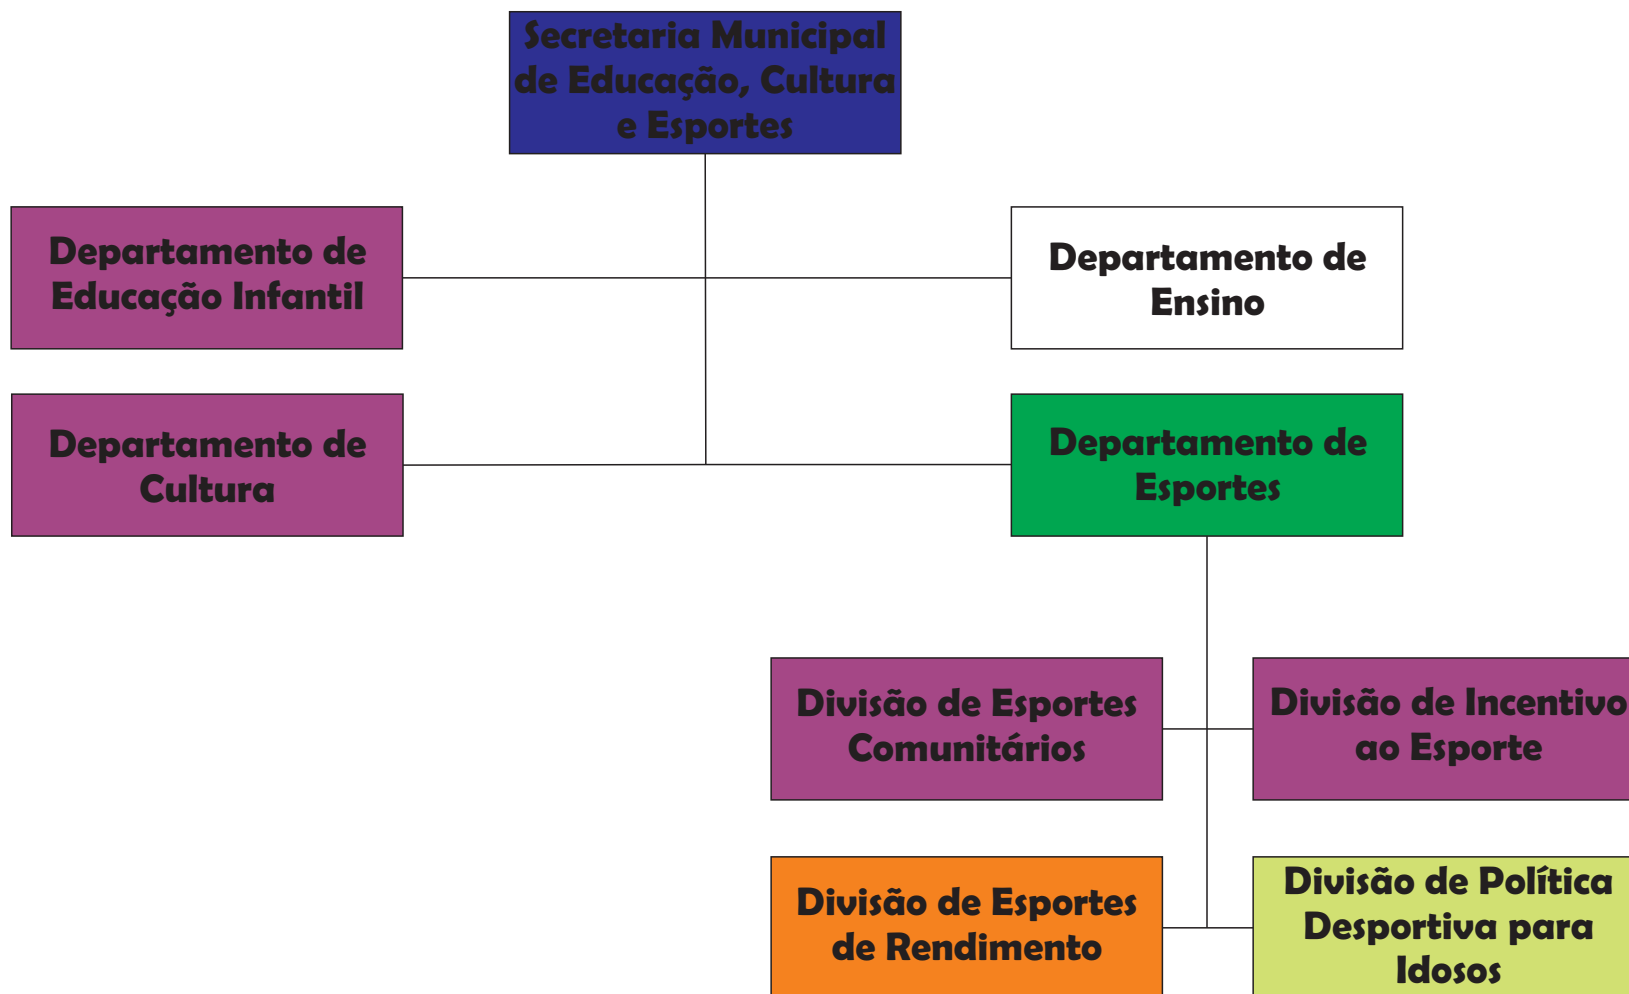 Secretaria Municipal
de Educação, Cultura
e Esportes
Departamento de
Educação Infantil
Departamento de
Ensino
Departamento de
Cultura
Departamento de
Esportes
Divisão de Esportes
Comunitários
Divisão de Incentivo
ao Esporte
Divisão de Esportes
de Rendimento
Divisão de Política
Desportiva para
Idosos